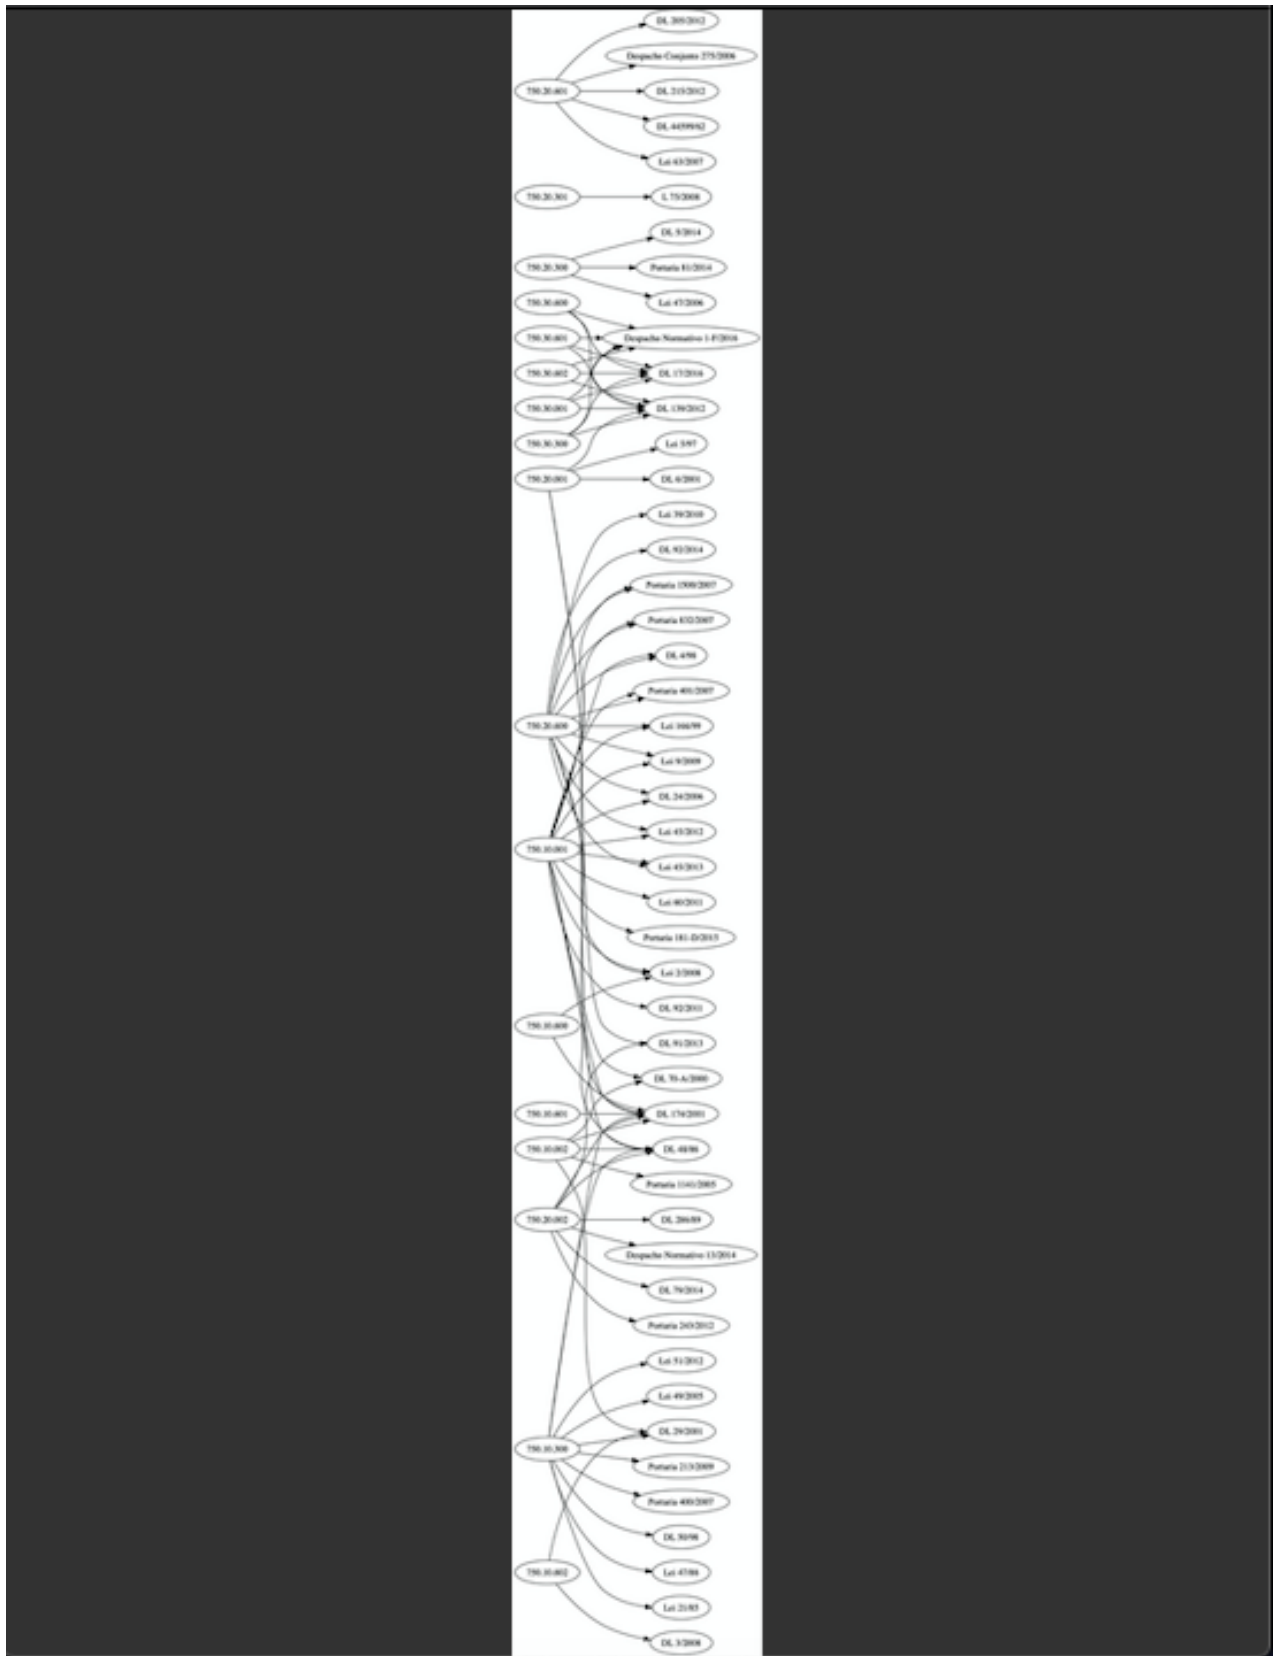 DL 205/2012
Despacho Conjunto 275/2006
750.20.601
DL 213/2012
DL 44599/62
Lei 63/2007
750.20.301
L 75/2008
DL 5/2014
750.20.300
Portaria 81/2014
750.30.600
Lei 47/2006
750.30.601
Despacho Normativo 1-F/2016
750.30.602
DL 17/2016
750.30.001
DL 139/2012
750.30.300
Lei 5/97
750.20.001
DL 6/2001
Lei 39/2010
DL 92/2014
Portaria 1500/2007
Portaria 832/2007
DL 4/98
Portaria 401/2007
750.20.600
Lei 166/99
Lei 9/2009
DL 24/2006
Lei 43/2012
750.10.001
Lei 45/2013
Lei 40/2011
Portaria 161-D/2015
Lei 2/2008
DL 92/2011
750.10.600
DL 91/2013
DL 70-A/2000
750.10.601
DL 174/2001
750.10.002
DL 48/86
Portaria 1141/2005
750.20.002
DL 286/89
Despacho Normativo 13/2014
DL 79/2014
Portaria 243/2012
Lei 51/2012
Lei 49/2005
DL 29/2001
750.10.300
Portaria 213/2009
Portaria 400/2007
DL 50/98
750.10.602
Lei 47/86
Lei 21/85
DL 3/2008